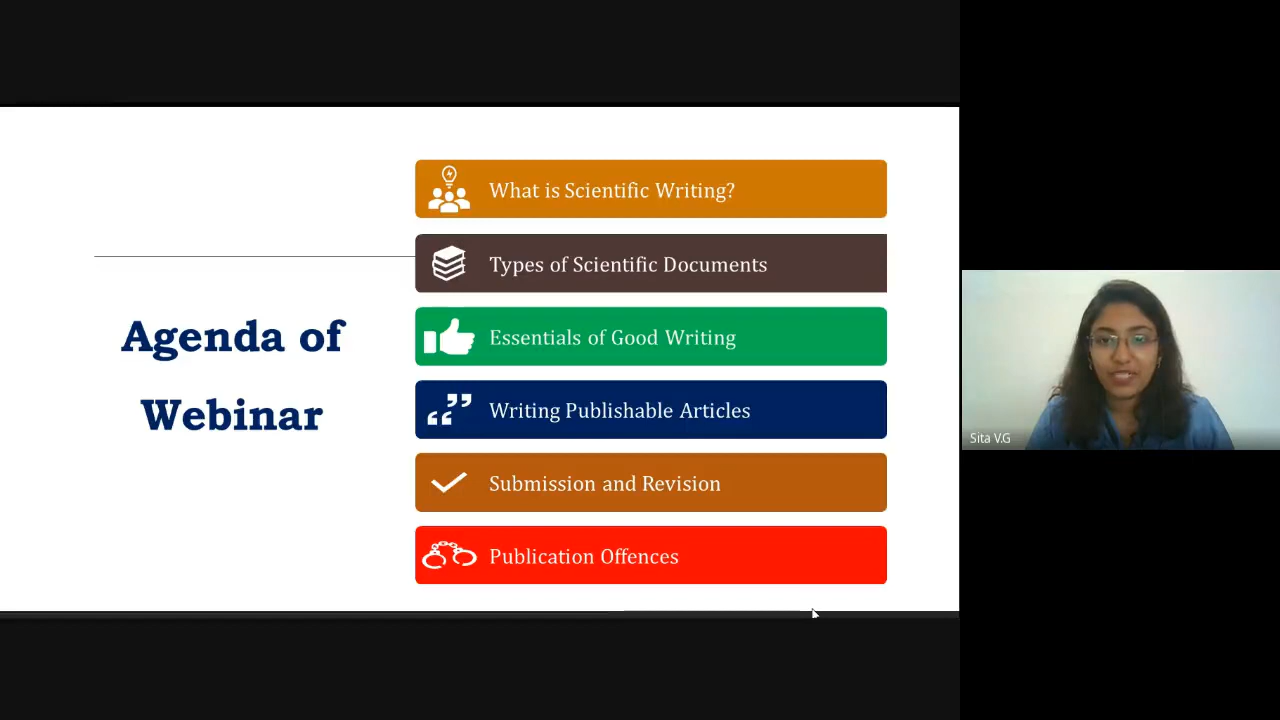 What is Scientific Writing?
Types of Scientific Documents
Agenda of
Webinar
Essentials of Good Writing
Writing Publishable Articles
Submission and Revision
Publication Offences
Sita V.G